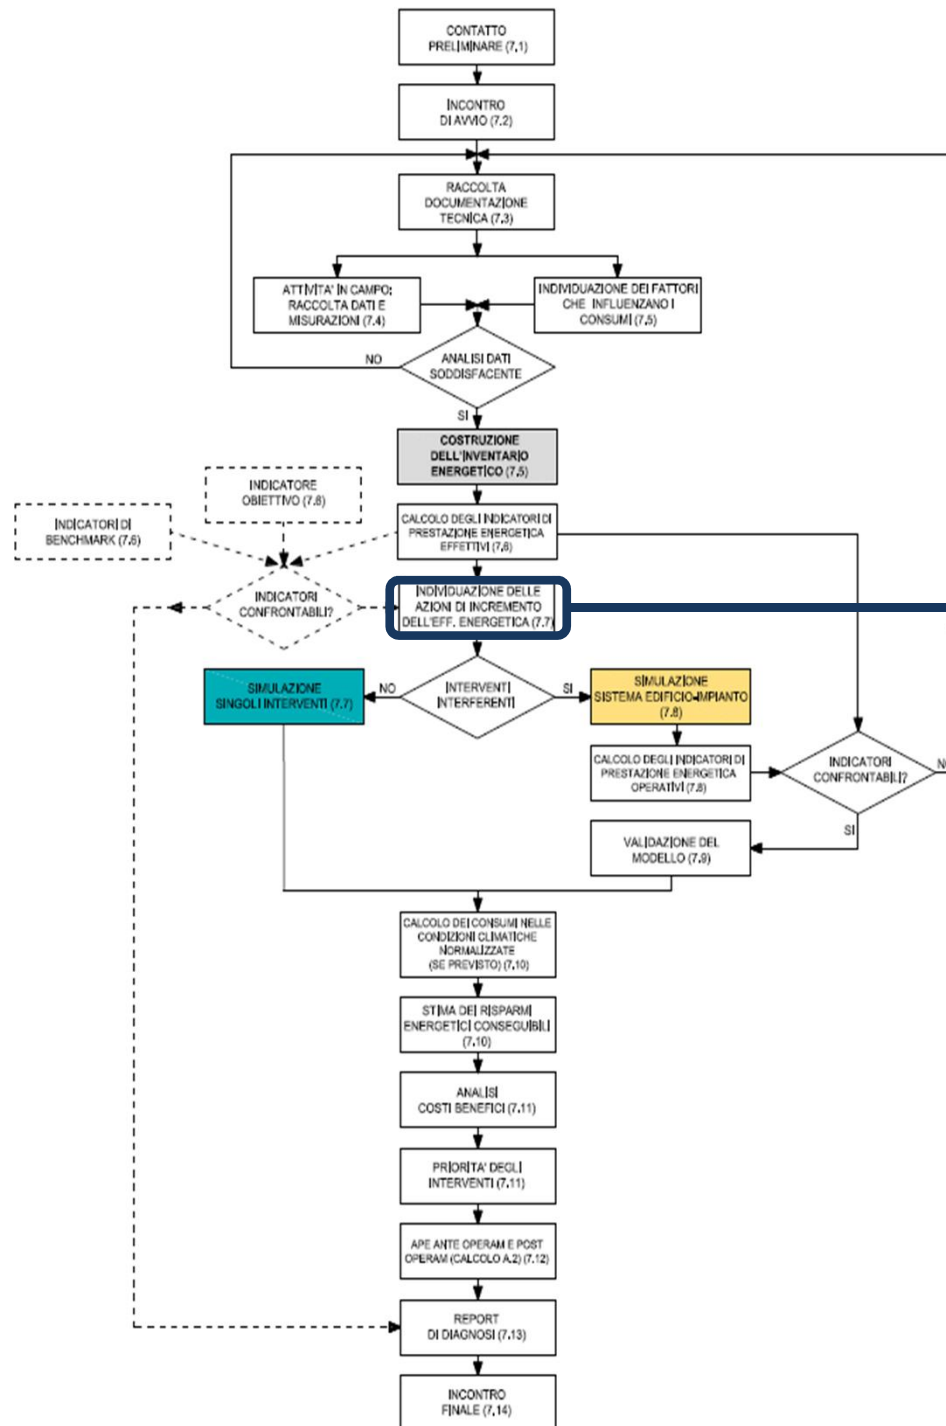 CONTATTO
PRELIMINARE (7.1)
INCONTRO
DI AVVIO (7.2)
RACCOLTA
DOCUMENTAZIONE
TECNICA (7.3)
ATTIVITA' IN CAMPO:
RACCOLTA DATI E
MISURAZIONI (7.4)
INDIVIDUAZIONE DEI FATTORI
CHE INFLUENZANO I
CONSUMI (7.5)
NO
ANALISI DATI
SODDISFACENTE
SI
COSTRUZIONE
DELL'INVENTARIO
ENERGETICO (7.5)
INDICATORE
OBIETTIVO (7.6)
INDICATORI DI
BENCHMARK (7.6)
CALCOLO DEGLI INDICATORI DI
PRESTAZIONE ENERGETICA
EFFETTIVI (7.6)
INDICATORI
CONFRONTABILI?
INDIVIDUAZIONE DELLE
AZIONI DI INCREMENTO
DELL'EFF. ENERGETICA (7.7)
SIMULAZIONE
SINGOLI INTERVENTI (7.7)
NO
INTERVENTI
INTERFERENTI
SI
SIMULAZIONE
SISTEMA EDIFICIO-IMPIANTO
(7.8)
CALCOLO DEGLI INDICATORI DI
PRESTAZIONE ENERGETICA
OPERATIVI (7.8)
INDICATORI
CONFRONTABILI?
NO
SI
VALIDAZIONE DEL
MODELLO (7.9)
CALCOLO DEI CONSUMI NELLE
CONDIZIONI CLIMATICHE
NORMALIZZATE
(SE PREVISTO) (7.10)
STIMA DEI RISPARMI
ENERGETICI CONSEGUIBILI
(7.10)
ANALISI
COSTI BENEFICI (7.11)
PRIORITA' DEGLI
INTERVENTI (7.11)
APE ANTE OPERAM E POST
OPERAM (CALCOLO A.2) (7.12)
REPORT
DI DIAGNOSI (7.13)
INCONTRO
FINALE (7.14)